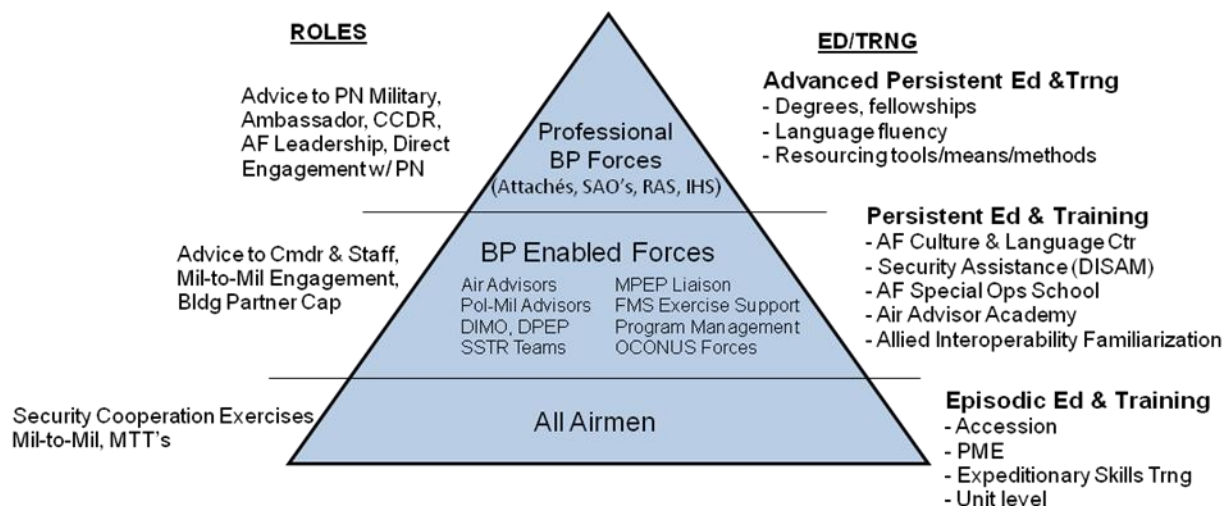 ROLES
Advice to PN Military,
Ambassador, CCDR,
AF Leadership, Direct
Engagement w/ PN
Professional
BP Forces
(Attachés, SAO's, RAS, IHS)
ED/TRNG
Advanced Persistent Ed &Trng
- Degrees, fellowships
- Language fluency
- Resourcing tools/means/methods
Advice to Cmdr & Staff,
Mil-to-Mil Engagement,
Bldg Partner Cap
BP Enabled Forces
Air Advisors
Pol-Mil Advisors
DIMO, DPEP
SSTR Teams
MPEP Liaison
FMS Exercise Support
Program Management
OCONUS Forces
Persistent Ed & Training
- AF Culture & Language Ctr
- Security Assistance (DISAM)
- AF Special Ops School
- Air Advisor Academy
- Allied Interoperability Familiarization
Security Cooperation Exercises
Mil-to-Mil, MTT's
All Airmen
Episodic Ed & Training
- Accession
- PME
- Expeditionary Skills Trng
- Unit level